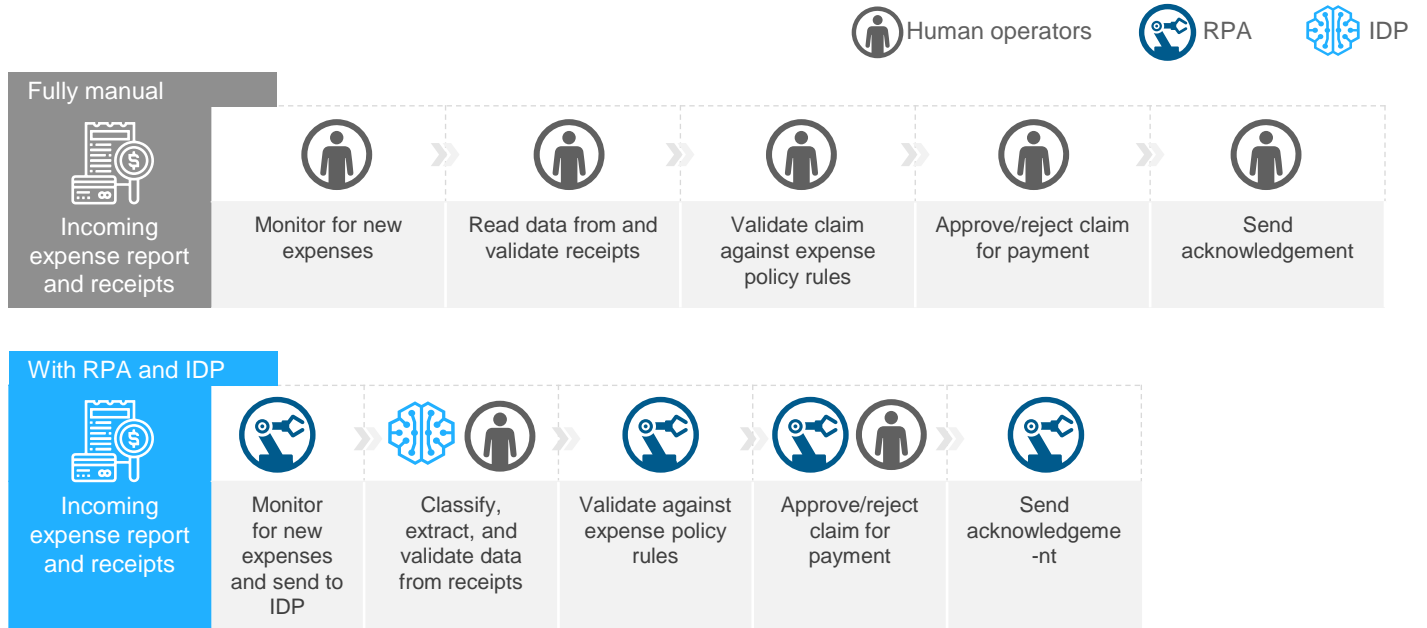 Human operators
RPA
IDP
Fully manual
Incoming
expense report
and receipts
Monitor for new
expenses
Read data from and
validate receipts
Validate claim
against expense
policy rules
Approve/reject claim
for payment
Send
acknowledgement
With RPA and IDP
Incoming
expense report
and receipts
Monitor
for new
expenses
and send to
IDP
Classify,
extract, and
validate data
from receipts
Validate against
expense policy
rules
Approve/reject
claim for
payment
Send
acknowledgeme
-nt